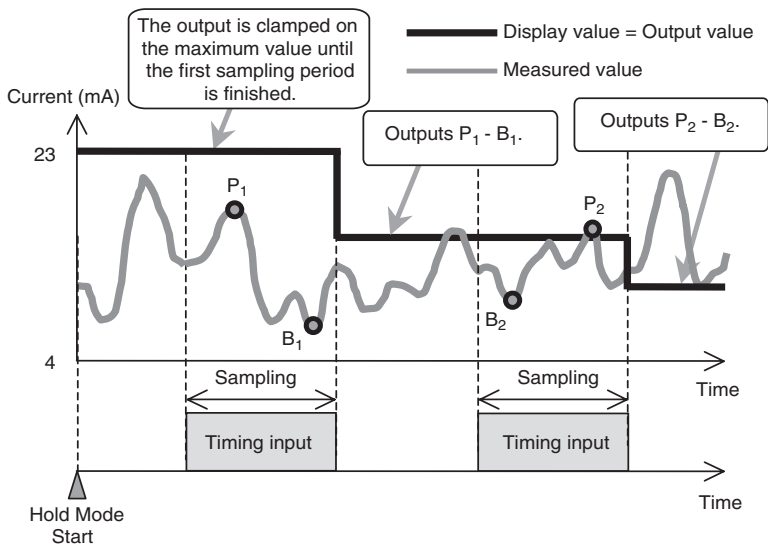 The output is clamped on
the maximum value until
the first sampling period
is finished.
Display value = Output value
Measured value
Current (mA)
Outputs P1 - B1.
Outputs P2 - B2.
23
P1
P2
B1
B2
4
Sampling
Sampling
Time
Timing input
Timing input
Time
Hold Mode
Start